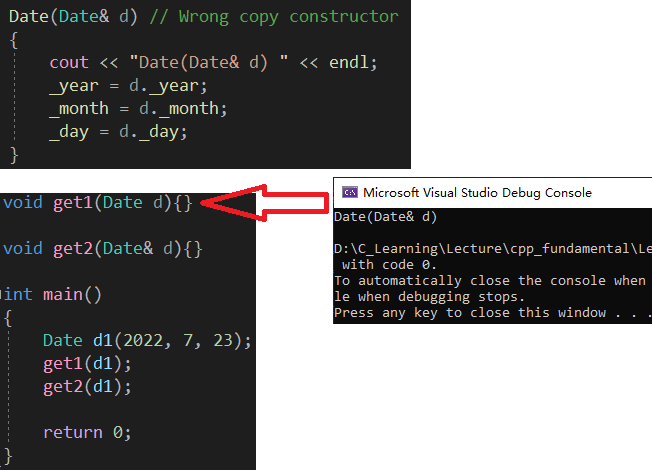 Date(Date& d) // Wrong copy constructor
{
cout << "Date(Date& d) " << endl;
_year = d._year;
_month = d._month;
_day = d._day;
}
void get1(Date d){}
void get2(Date& d){}
int main()
{
Date d1(2022, 7, 23);
get1(d1);
get2(d1);
return 0;
}
Microsoft Visual Studio Debug Console
Date(Date& d)
D:\C_Learning\Lecture\cpp_fundamental\Le
with code 0.
To automatically close the console when
le when debugging stops.
Press any key to close this window . . .